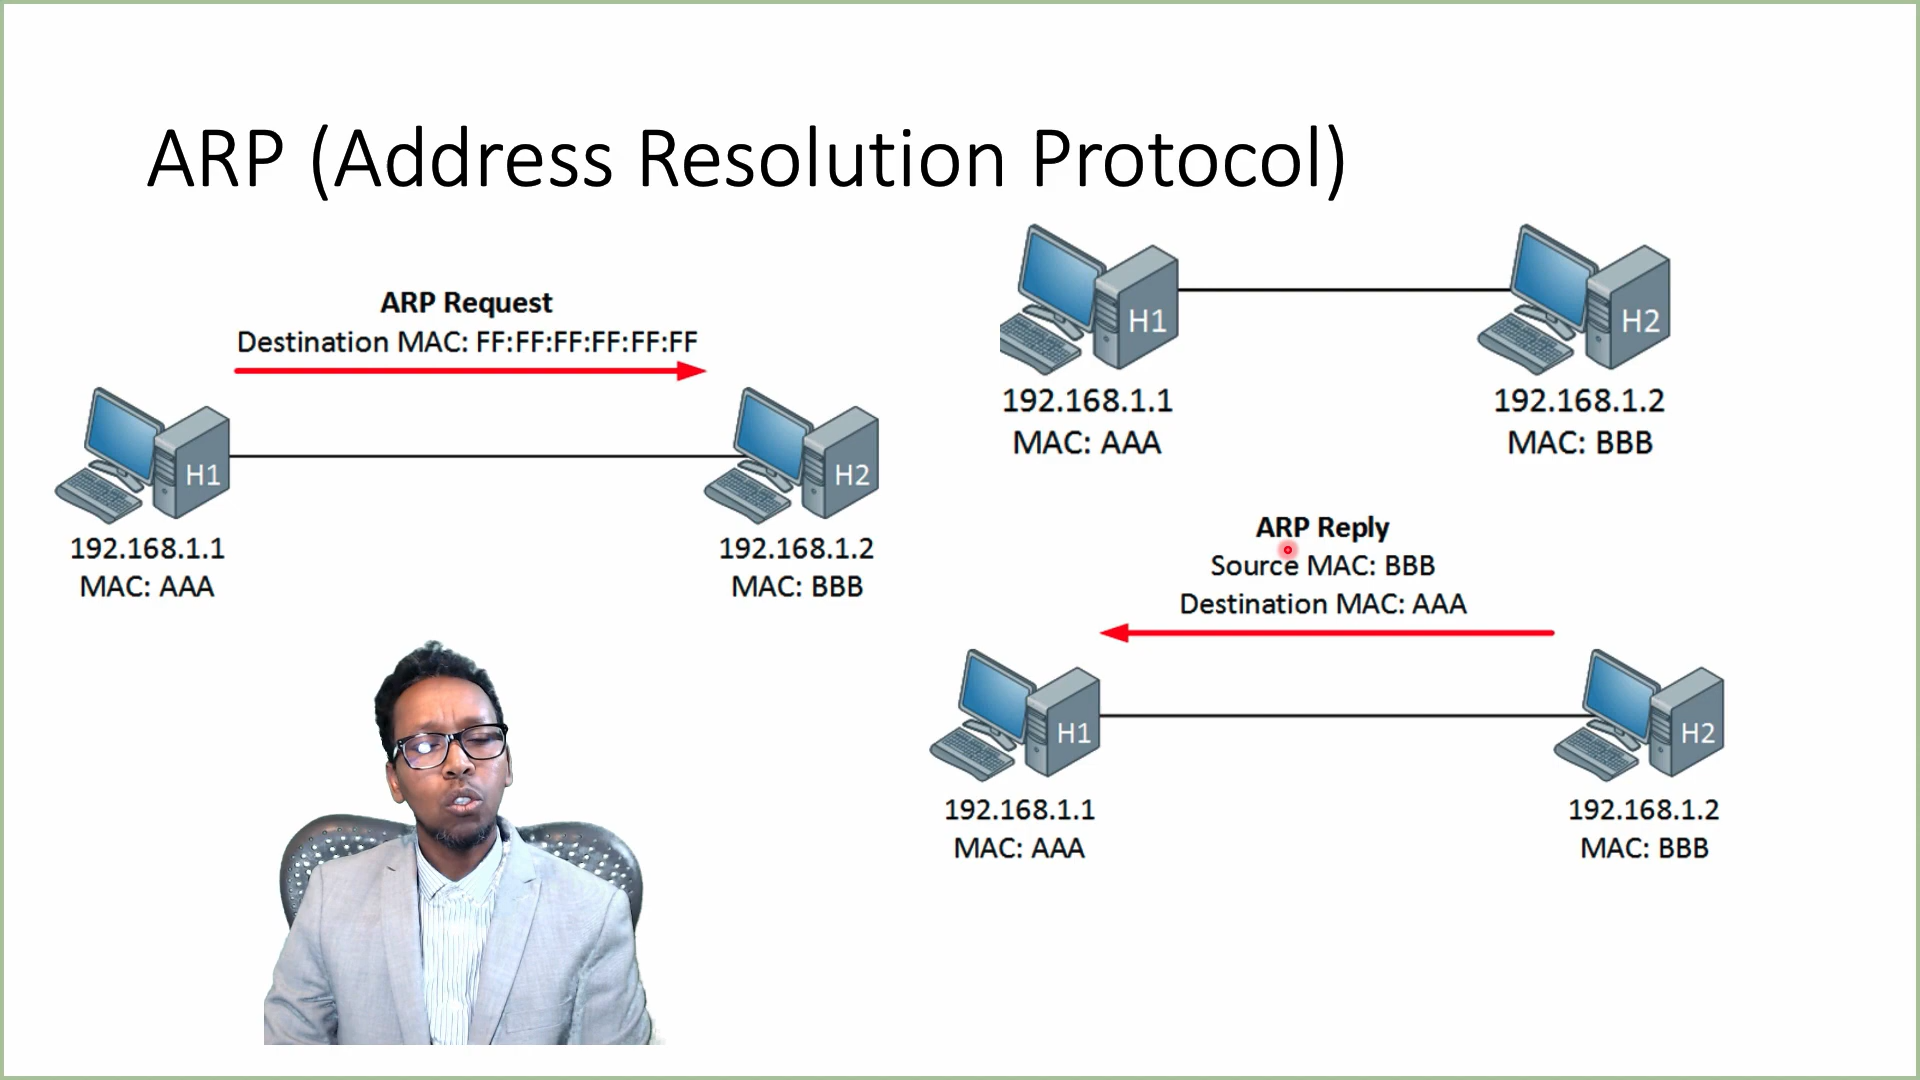 ARP (Address Resolution Protocol)
ARP Request
Destination MAC: FF:FF:FF:FF:FF:FF
H1
H2
192.168.1.1
MAC: AAA
192.168.1.2
MAC: BBB
H1
H2
192.168.1.1
MAC: AAA
192.168.1.2
MAC: BBB
ARP Reply
Source MAC: BBB
Destination MAC: AAA
H1
H2
192.168.1.1
MAC: AAA
192.168.1.2
MAC: BBB